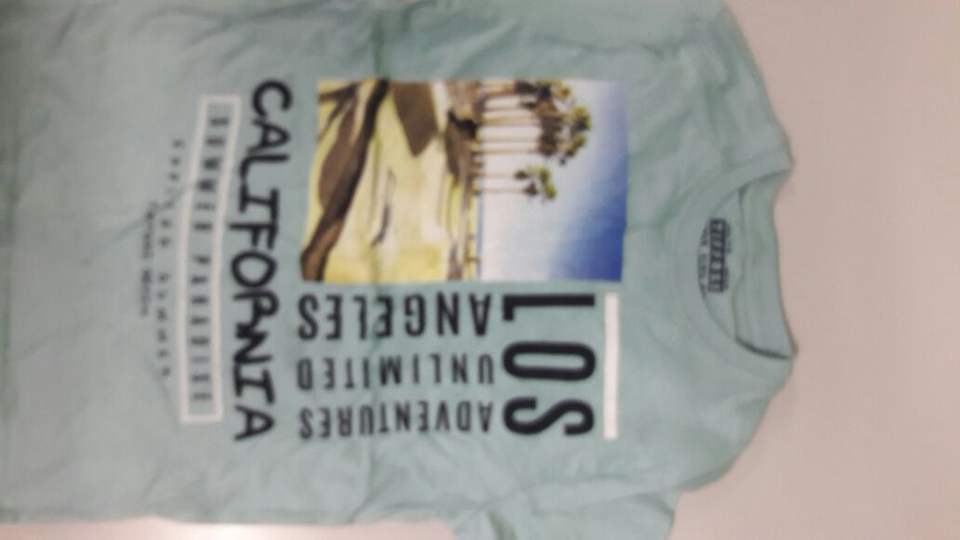 LOS
ANGELES
UNLIMITED
ADVENTURES
CALIFORNIA
SUMMER PARADISE